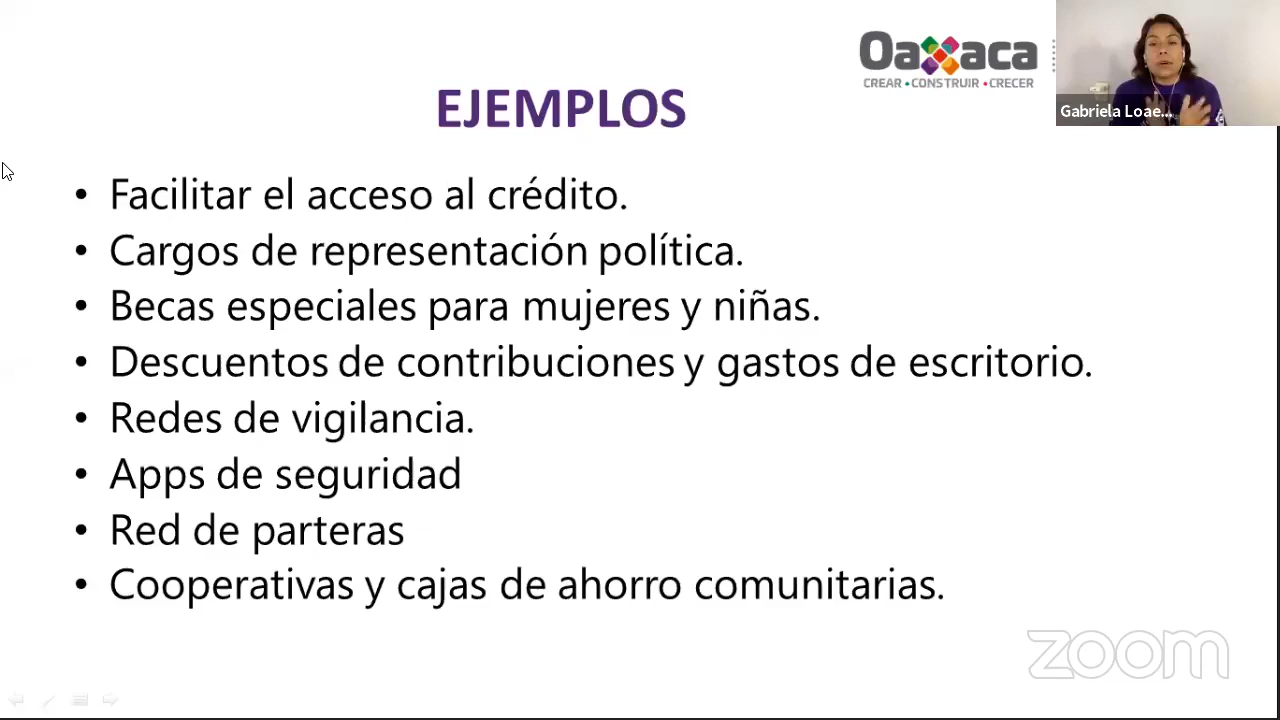 Oaxaca
CREAR • CONSTRUIR • CRECER
Gabriela Loae...
EJEMPLOS
• Facilitar el acceso al crédito.
• Cargos de representación política.
• Becas especiales para mujeres y niñas.
• Descuentos de contribuciones y gastos de escritorio.
• Redes de vigilancia.
• Apps de seguridad
• Red de parteras
• Cooperativas y cajas de ahorro comunitarias.
zoom